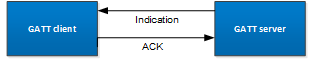 GATT client
Indication
ACK
GATT server